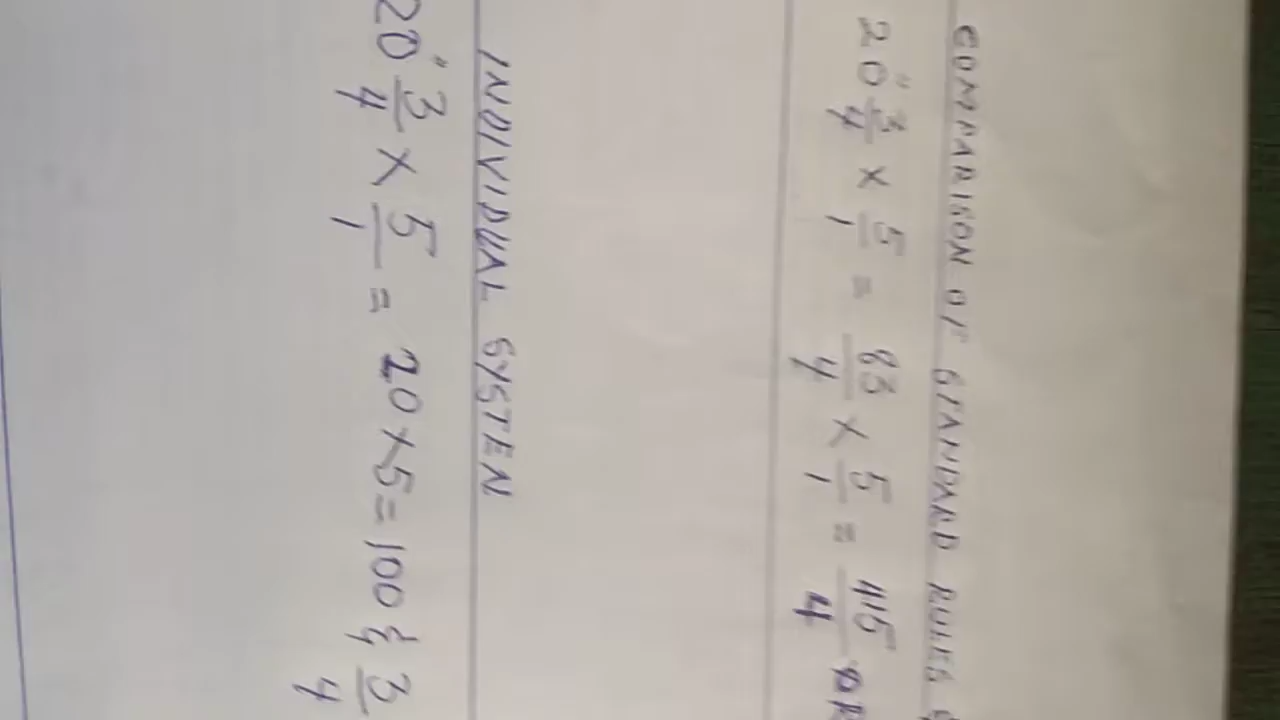 COMPARISON OF STANDARD RULES &
20" 3/4 × 5/1 = 83/4 × 5/1 = 415/4 OR
INDIVIDUAL SYSTEM
20" 3/4 × 5/1 = 20 × 5 = 100 & 3/4